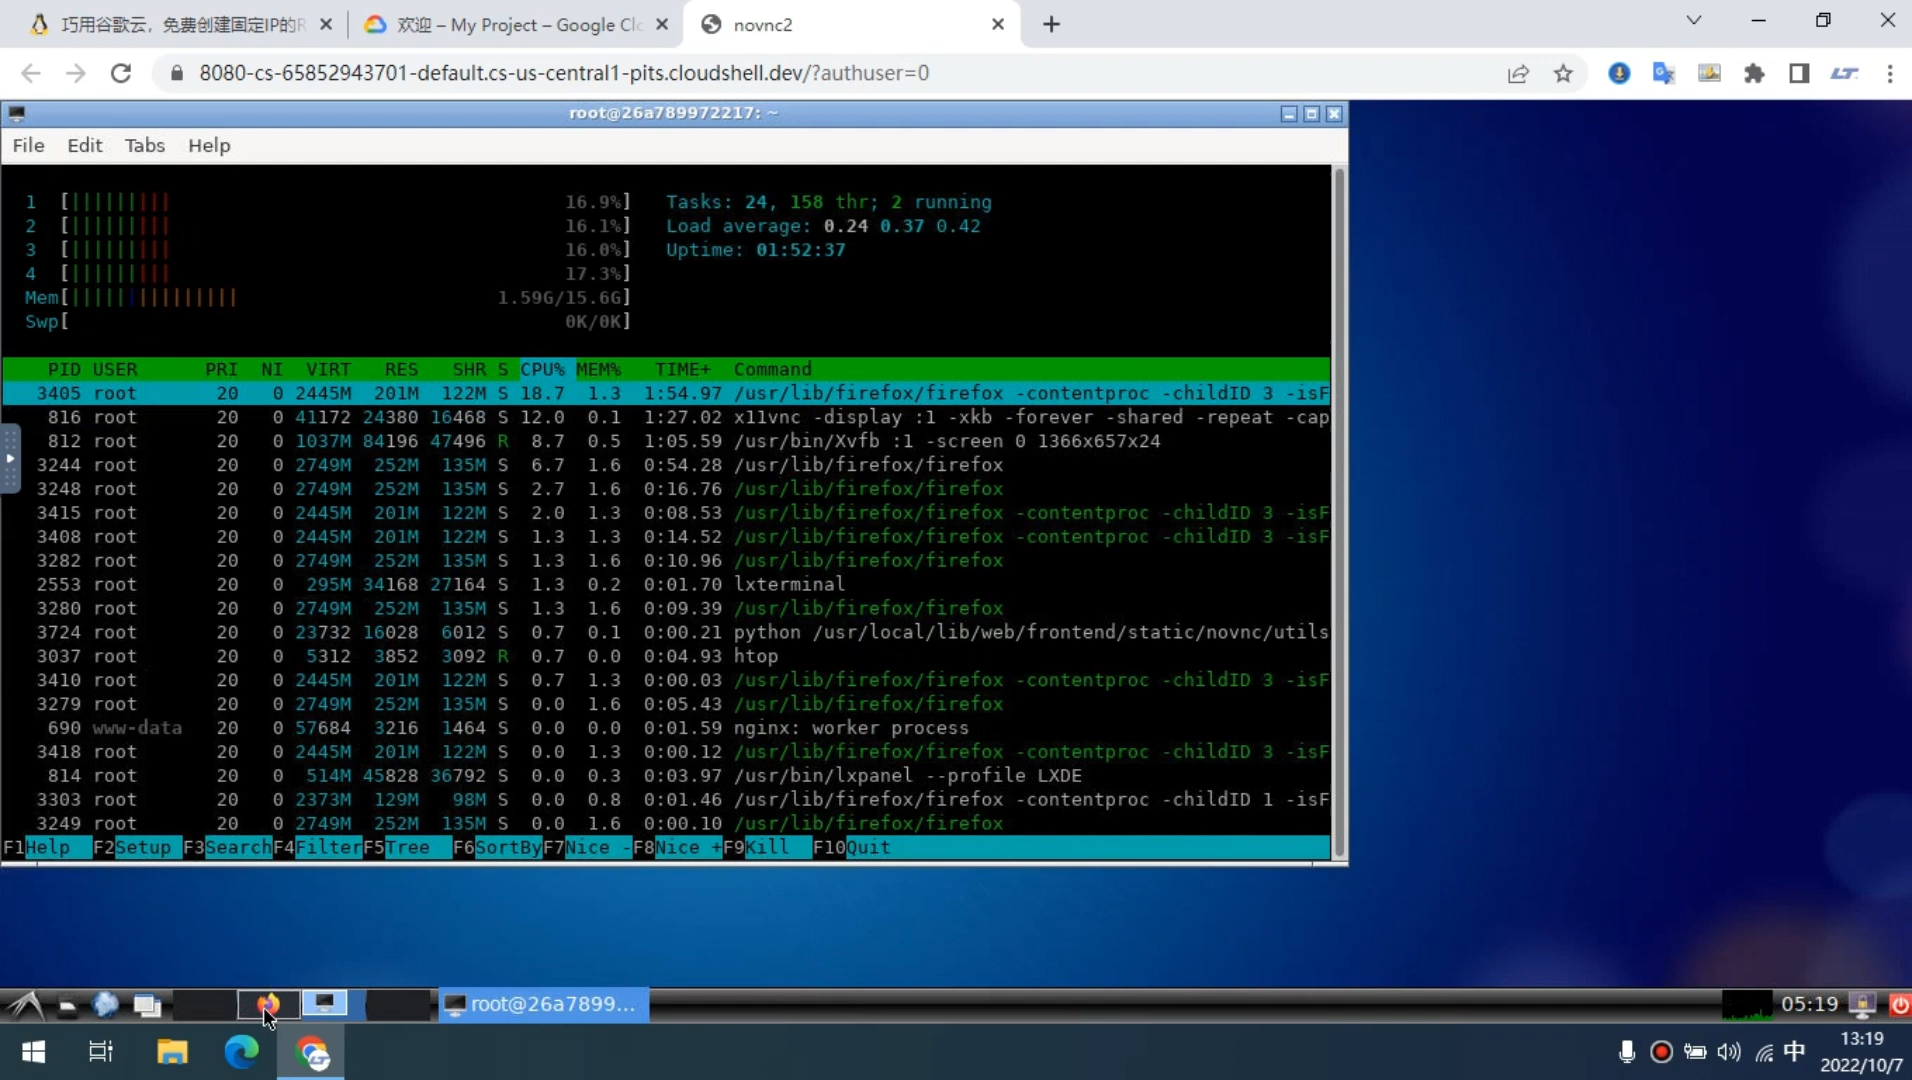 巧用谷歌云，免费创建固定IP的R
欢迎 – My Project – Google Clo
novnc2
8080-cs-65852943701-default.cs-us-central1-pits.cloudshell.dev/?authuser=0
root@26a789972217: ~
File Edit Tabs Help
1 [||||||||| 16.9%] Tasks: 24, 158 thr; 2 running
2 [||||||||| 16.1%] Load average: 0.24 0.37 0.42
3 [||||||||| 16.0%] Uptime: 01:52:37
4 [||||||||| 17.3%]
Mem[||||||||||||||| 1.59G/15.6G]
Swp[ 0K/0K]
PID USER PRI NI VIRT RES SHR S CPU% MEM% TIME+ Command
3405 root 20 0 2445M 201M 122M S 18.7 1.3 1:54.97 /usr/lib/firefox/firefox -contentproc -childID 3 -isF
816 root 20 0 41172 24380 16468 S 12.0 0.1 1:27.02 x11vnc -display :1 -xkb -forever -shared -repeat -cap
812 root 20 0 1037M 84196 47496 R 8.7 0.5 1:05.59 /usr/bin/Xvfb :1 -screen 0 1366x657x24
3244 root 20 0 2749M 252M 135M S 6.7 1.6 0:54.28 /usr/lib/firefox/firefox
3248 root 20 0 2749M 252M 135M S 2.7 1.6 0:16.76 /usr/lib/firefox/firefox
3415 root 20 0 2445M 201M 122M S 2.0 1.3 0:08.53 /usr/lib/firefox/firefox -contentproc -childID 3 -isF
3408 root 20 0 2445M 201M 122M S 1.3 1.3 0:14.52 /usr/lib/firefox/firefox -contentproc -childID 3 -isF
3282 root 20 0 2749M 252M 135M S 1.3 1.6 0:10.96 /usr/lib/firefox/firefox
2553 root 20 0 295M 34168 27164 S 1.3 0.2 0:01.70 lxterminal
3280 root 20 0 2749M 252M 135M S 1.3 1.6 0:09.39 /usr/lib/firefox/firefox
3724 root 20 0 23732 16028 6012 S 0.7 0.1 0:00.21 python /usr/local/lib/web/frontend/static/novnc/utils
3037 root 20 0 5312 3852 3092 R 0.7 0.0 0:04.93 htop
3410 root 20 0 2445M 201M 122M S 0.7 1.3 0:00.03 /usr/lib/firefox/firefox -contentproc -childID 3 -isF
3279 root 20 0 2749M 252M 135M S 0.0 1.6 0:05.43 /usr/lib/firefox/firefox
690 www-data 20 0 57684 3216 1464 S 0.0 0.0 0:01.59 nginx: worker process
3418 root 20 0 2445M 201M 122M S 0.0 1.3 0:00.12 /usr/lib/firefox/firefox -contentproc -childID 3 -isF
814 root 20 0 514M 45828 36792 S 0.0 0.3 0:03.97 /usr/bin/lxpanel --profile LXDE
3303 root 20 0 2373M 129M 98M S 0.0 0.8 0:01.46 /usr/lib/firefox/firefox -contentproc -childID 1 -isF
3249 root 20 0 2749M 252M 135M S 0.0 1.6 0:00.10 /usr/lib/firefox/firefox
F1Help F2Setup F3SearchF4FilterF5Tree F6SortByF7Nice -F8Nice +F9Kill F10Quit
root@26a7899...
05:19
中
13:19
2022/10/7